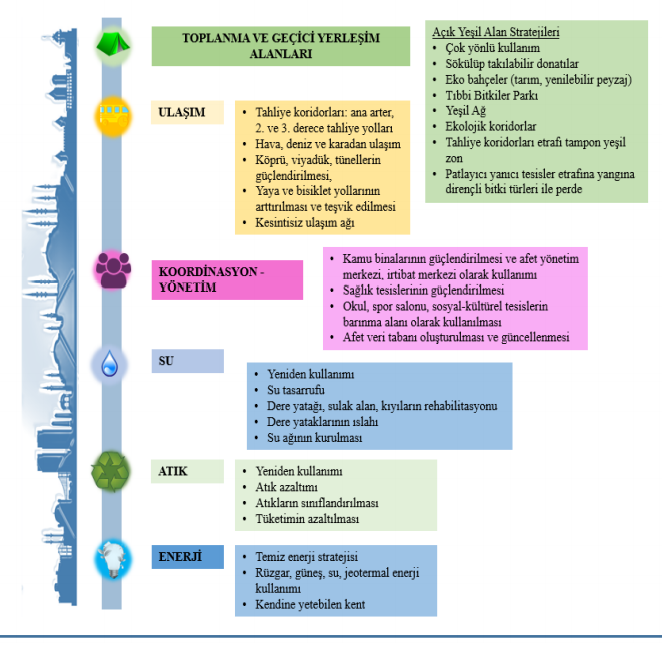 TOPLANMA VE GEÇİCİ YERLEŞİM
ALANLARI
Açık Yeşil Alan Stratejileri
• Çok yönlü kullanım
• Sökülüp takılabilir donatılar
• Eko bahçeler (tarım, yenilebilir peyzaj)
• Tıbbi Bitkiler Parkı
• Yeşil Ağ
• Ekolojik koridorlar
• Tahliye koridorları etrafı tampon yeşil
zon
• Patlayıcı yanıcı tesisler etrafına yangına
dirençli bitki türleri ile perde
ULAŞIM
• Tahliye koridorları: ana arter,
2. ve 3. derece tahliye yolları
• Hava, deniz ve karadan ulaşım
• Köprü, viyadük, tünellerin
güçlendirilmesi,
• Yaya ve bisiklet yollarının
arttırılması ve teşvik edilmesi
• Kesintisiz ulaşım ağı
KOORDİNASYON -
YÖNETİM
• Kamu binalarının güçlendirilmesi ve afet yönetim
merkezi, irtibat merkezi olarak kullanımı
• Sağlık tesislerinin güçlendirilmesi
• Okul, spor salonu, sosyal-kültürel tesislerin
barınma alanı olarak kullanılması
• Afet veri tabanı oluşturulması ve güncellenmesi
SU
• Yeniden kullanımı
• Su tasarrufu
• Dere yatağı, sulak alan, kıyıların rehabilitasyonu
• Dere yataklarının ıslahı
• Su ağının kurulması
ATIK
• Yeniden kullanımı
• Atık azaltımı
• Atıkların sınıflandırılması
• Tüketimin azaltılması
ENERJİ
• Temiz enerji stratejisi
• Rüzgar, güneş, su, jeotermal enerji
kullanımı
• Kendine yetebilen kent